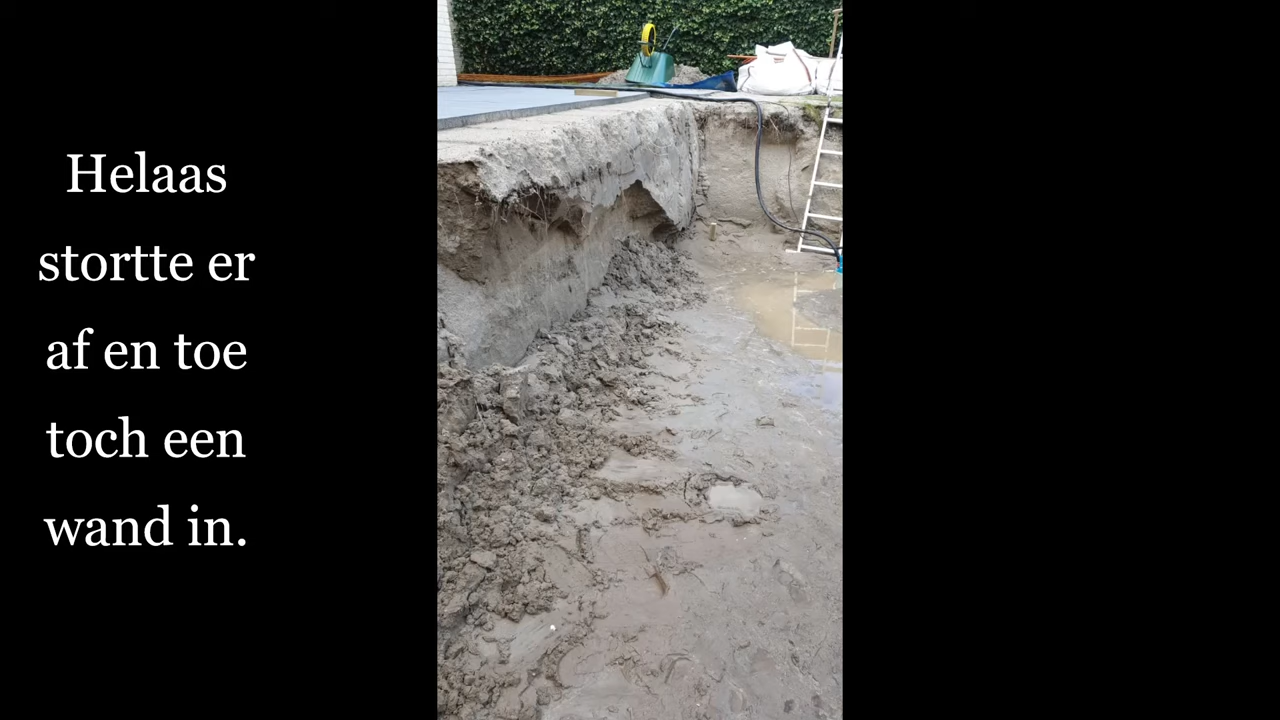 Helaas
stortte er
af en toe
toch een
wand in.